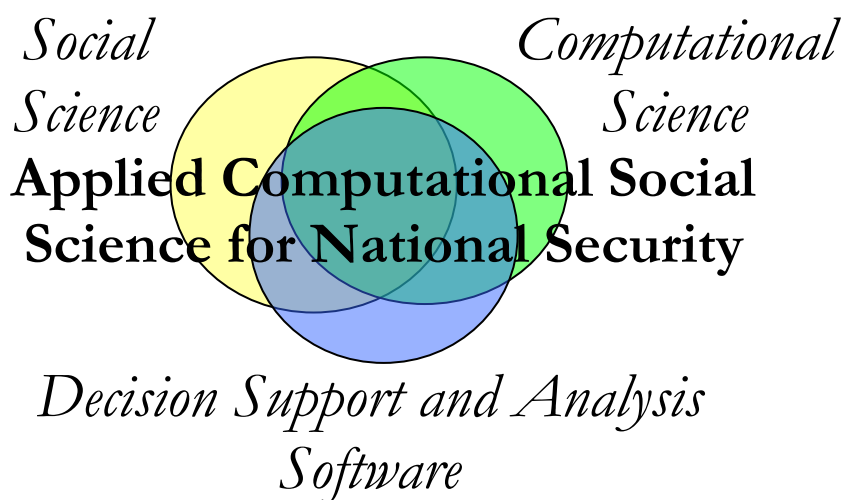 Social
Science
Computational
Science
Applied Computational Social
Science for National Security
Decision Support and Analysis
Software